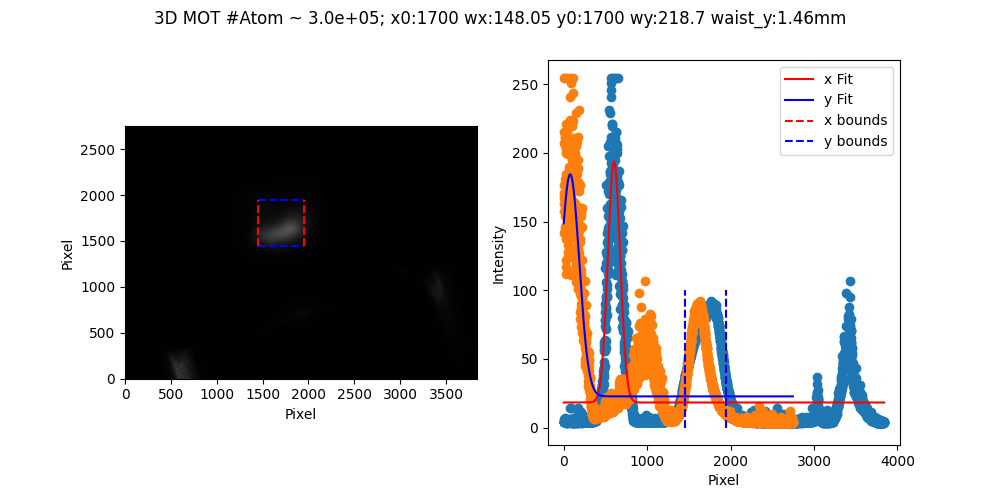 3D MOT #Atom ~ 3.0e+05; x0:1700 wx:148.05 y0:1700 wy:218.7 waist_y:1.46mm
Pixel
2500
2000
1500
1000
500
0
0 500 1000 1500 2000 2500 3000 3500
Pixel
Intensity
250
200
150
100
50
0
0 1000 2000 3000 4000
Pixel
x Fit
y Fit
x bounds
y bounds